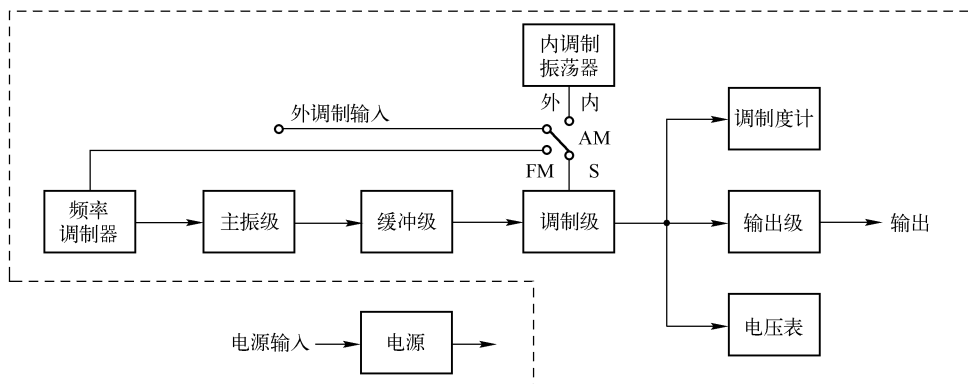 内调制
振荡器
外 内
外调制输入
AM
FM S
调制度计
频率
调制器
主振级
缓冲级
调制级
输出级
输出
电源输入
电源
电压表